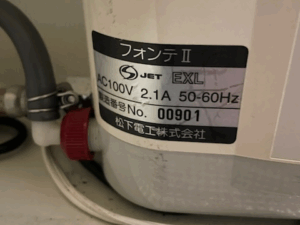 フォンテⅡ
S JET EXL
AC100V 2.1A 50-60Hz
製造番号No. 00901
松下電工株式会社